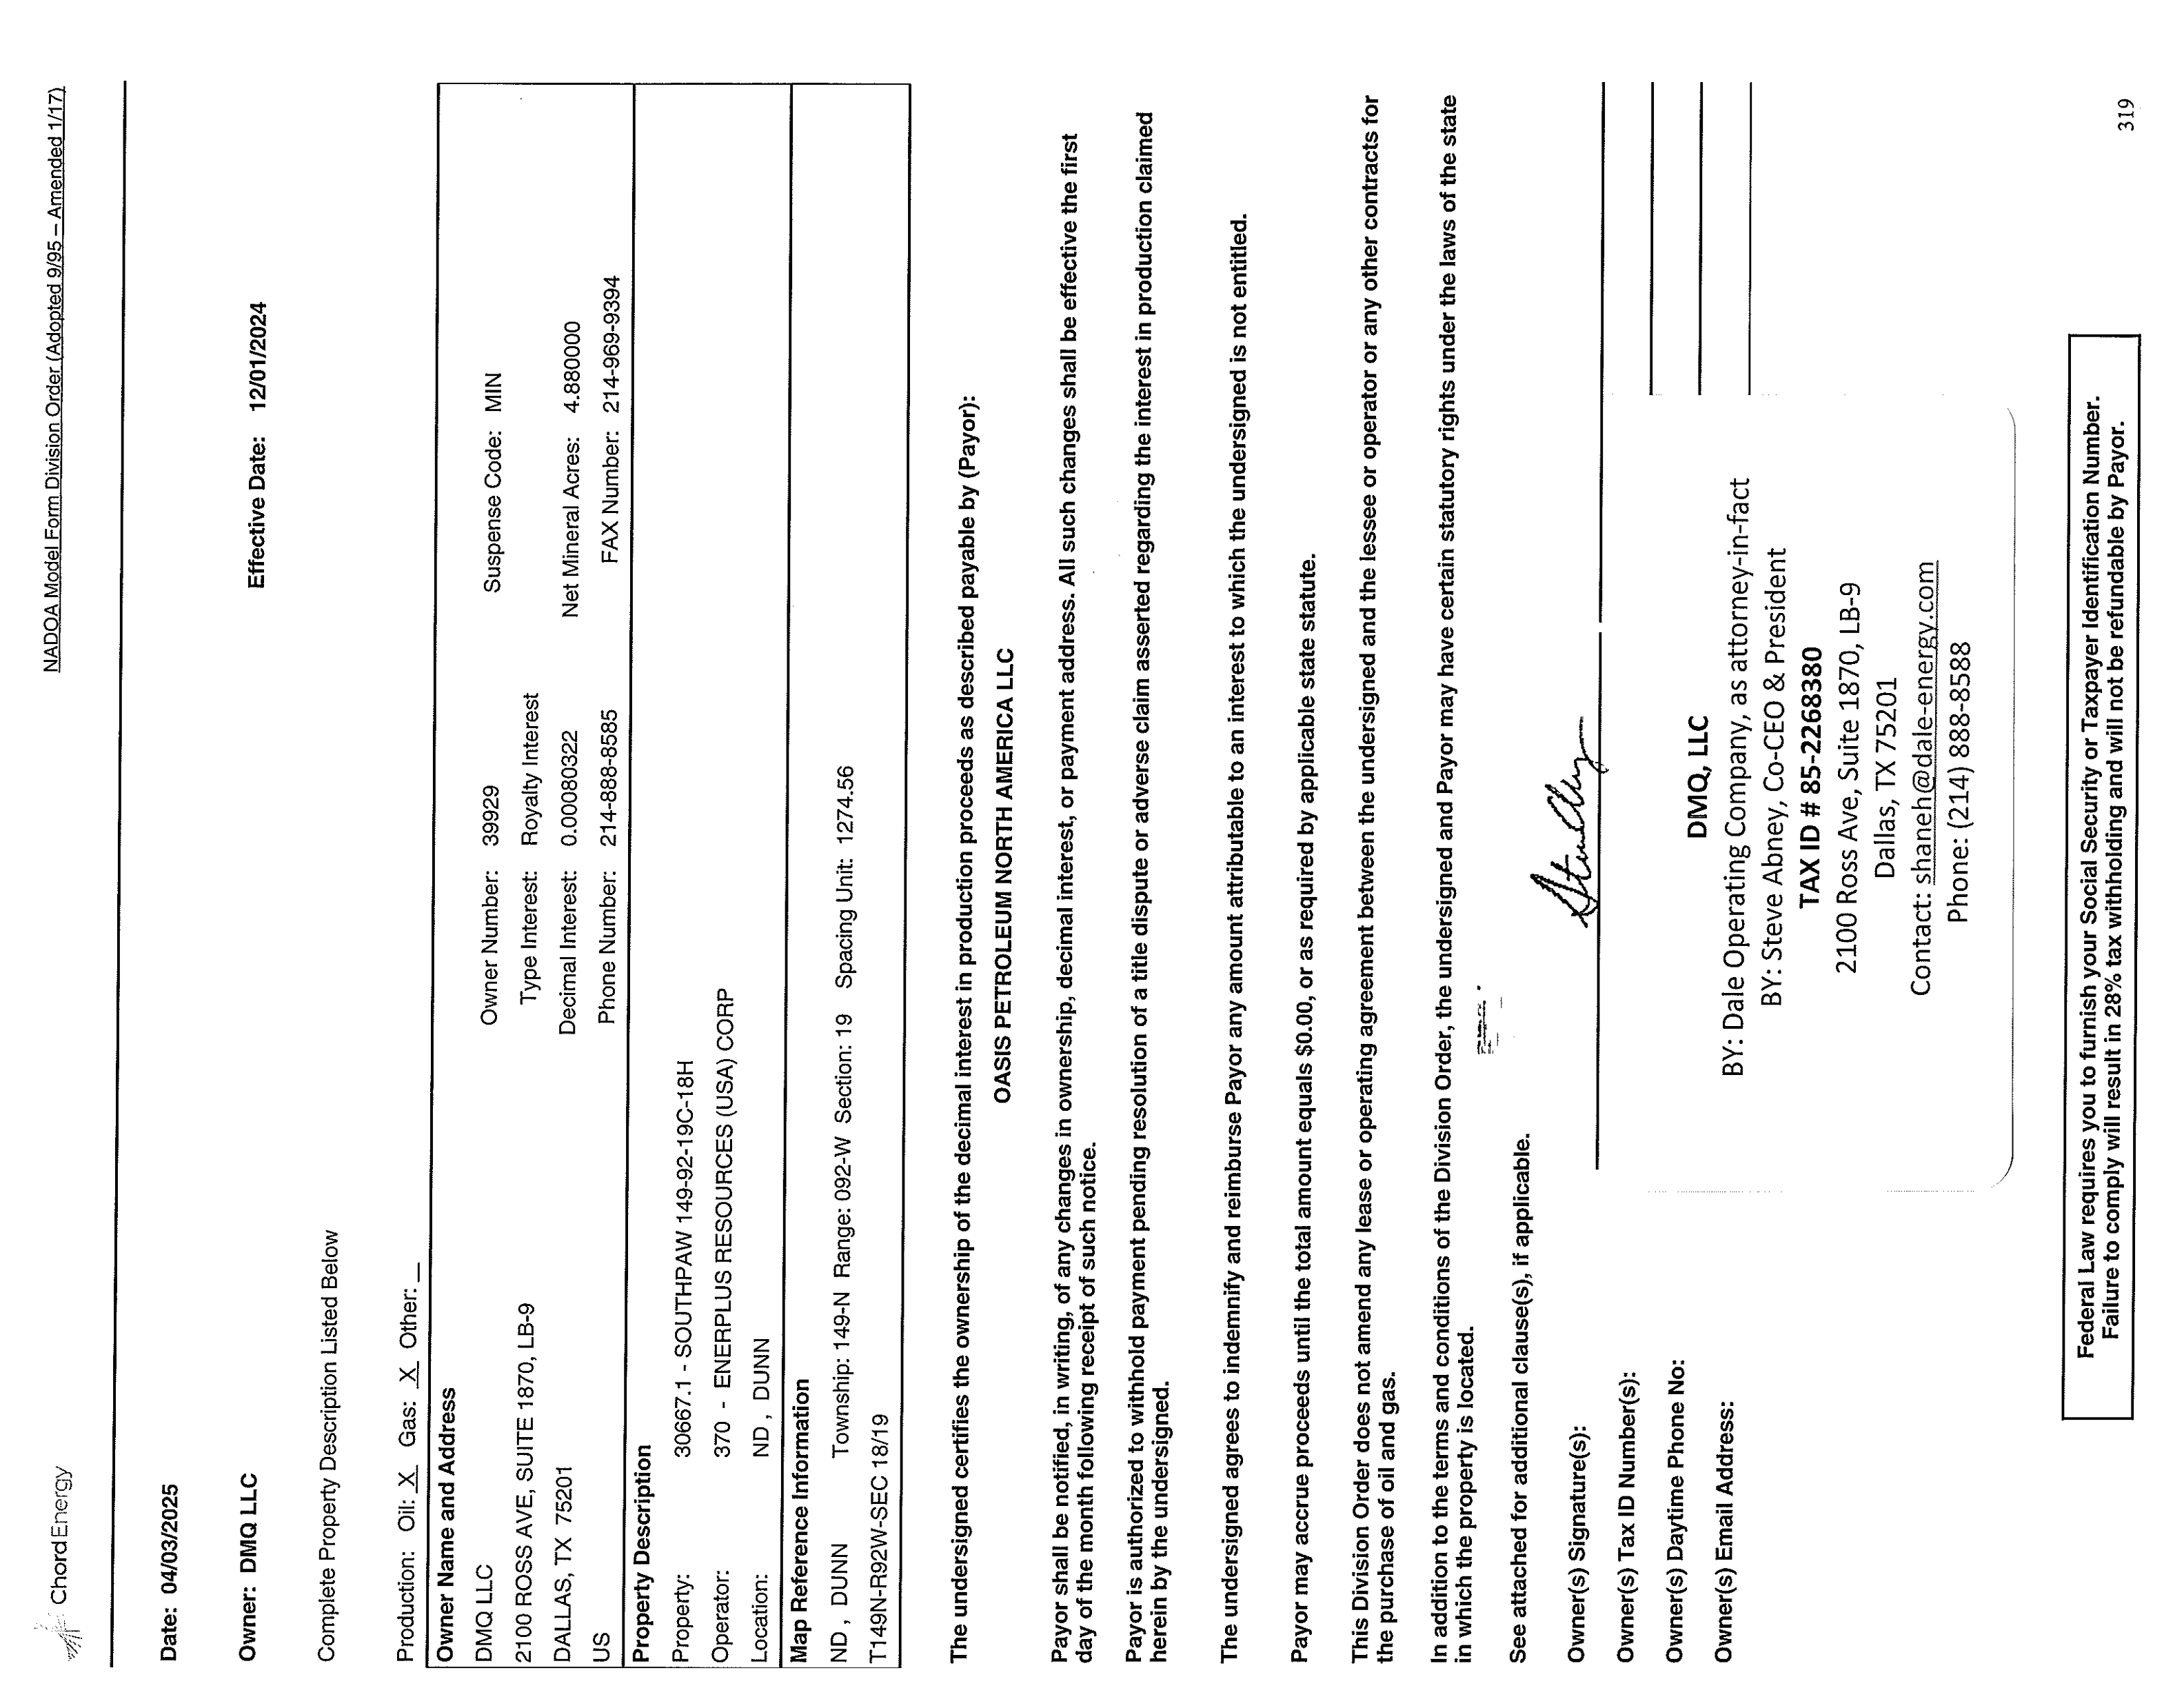 Chord Energy
NADOA Model Form Division Order (Adopted 9/95 – Amended 1/17)
Date: 04/03/2025
Owner: DMQ LLC
Effective Date: 12/01/2024
Complete Property Description Listed Below
Production: Oil: X Gas: X Other: _
Owner Name and Address
DMQ LLC Owner Number: 39929 Suspense Code: MIN
2100 ROSS AVE, SUITE 1870, LB-9 Type Interest: Royalty Interest
DALLAS, TX 75201 Decimal Interest: 0.00080322 Net Mineral Acres: 4.880000
US Phone Number: 214-888-8585 FAX Number: 214-969-9394
Property Description
Property: 30667.1 - SOUTHPAW 149-92-19C-18H
Operator: 370 - ENERPLUS RESOURCES (USA) CORP
Location: ND , DUNN
Map Reference Information
ND , DUNN Township: 149-N Range: 092-W Section: 19 Spacing Unit: 1274.56
T149N-R92W-SEC 18/19
The undersigned certifies the ownership of the decimal interest in production proceeds as described payable by (Payor):
OASIS PETROLEUM NORTH AMERICA LLC
Payor shall be notified, in writing, of any changes in ownership, decimal interest, or payment address. All such changes shall be effective the first
day of the month following receipt of such notice.
Payor is authorized to withhold payment pending resolution of a title dispute or adverse claim asserted regarding the interest in production claimed
herein by the undersigned.
The undersigned agrees to indemnify and reimburse Payor any amount attributable to an interest to which the undersigned is not entitled.
Payor may accrue proceeds until the total amount equals $0.00, or as required by applicable state statute.
This Division Order does not amend any lease or operating agreement between the undersigned and the lessee or operator or any other contracts for
the purchase of oil and gas.
In addition to the terms and conditions of the Division Order, the undersigned and Payor may have certain statutory rights under the laws of the state
in which the property is located.
See attached for additional clause(s), if applicable.
Owner(s) Signature(s):
Owner(s) Tax ID Number(s):
Owner(s) Daytime Phone No:
Owner(s) Email Address:
DMQ, LLC
BY: Dale Operating Company, as attorney-in-fact
BY: Steve Abney, Co-CEO & President
TAX ID # 85-2268380
2100 Ross Ave, Suite 1870, LB-9
Dallas, TX 75201
Contact: shaneh@dale-energy.com
Phone: (214) 888-8588
Federal Law requires you to furnish your Social Security or Taxpayer Identification Number.
Failure to comply will result in 28% tax withholding and will not be refundable by Payor.
319